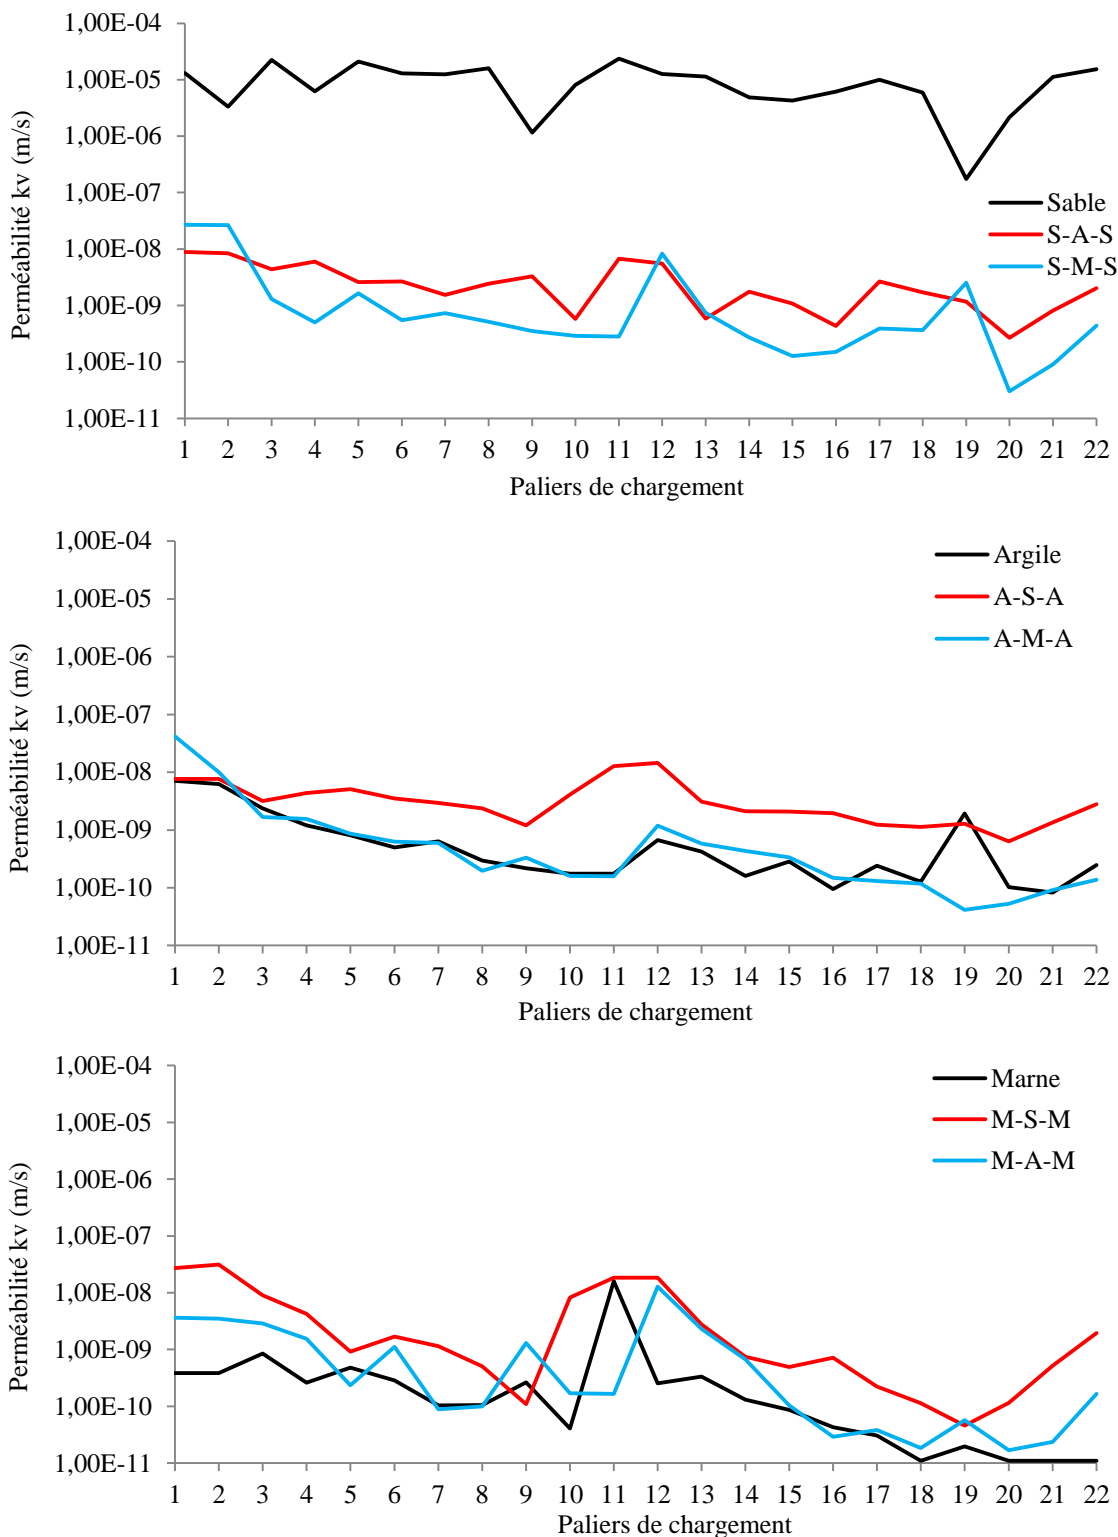 1,00E-04
1,00E-05
1,00E-06
1,00E-07
1,00E-08
1,00E-09
1,00E-10
1,00E-11
Perméabilité kv (m/s)
Sable
S-A-S
S-M-S
1 2 3 4 5 6 7 8 9 10 11 12 13 14 15 16 17 18 19 20 21 22
Paliers de chargement
1,00E-04
1,00E-05
1,00E-06
1,00E-07
1,00E-08
1,00E-09
1,00E-10
1,00E-11
Perméabilité kv (m/s)
Argile
A-S-A
A-M-A
1 2 3 4 5 6 7 8 9 10 11 12 13 14 15 16 17 18 19 20 21 22
Paliers de chargement
1,00E-04
1,00E-05
1,00E-06
1,00E-07
1,00E-08
1,00E-09
1,00E-10
1,00E-11
Perméabilité kv (m/s)
Marne
M-S-M
M-A-M
1 2 3 4 5 6 7 8 9 10 11 12 13 14 15 16 17 18 19 20 21 22
Paliers de chargement